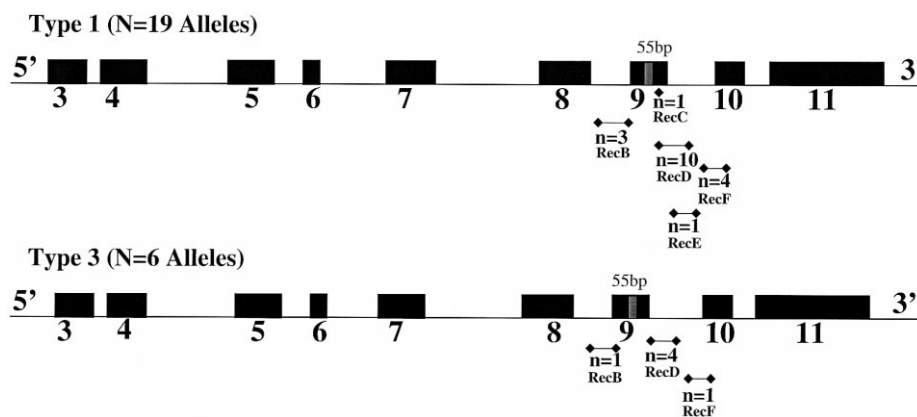 Type 1 (N=19 Alleles)
55bp
5’ 3
3 4 5 6 7 8 9 10 11
n=1
RecC
n=3
RecB
n=10
RecD
n=4
RecF
n=1
RecE
Type 3 (N=6 Alleles)
55bp
5’ 3’
3 4 5 6 7 8 9 10 11
n=1
RecB
n=4
RecD
n=1
RecF